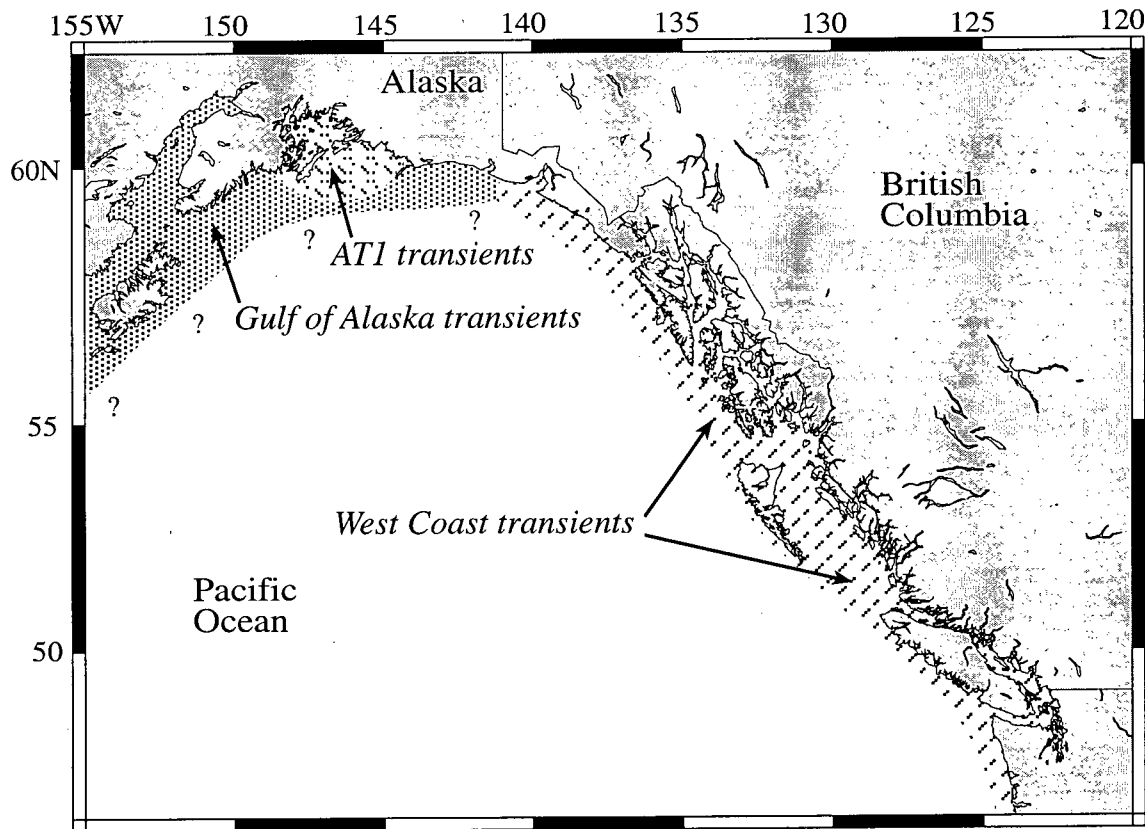 155W 150 145 140 135 130 125 120
Alaska
60N
British
Columbia
?
?
AT1 transients
?
Gulf of Alaska transients
?
55
West Coast transients
Pacific
Ocean
50